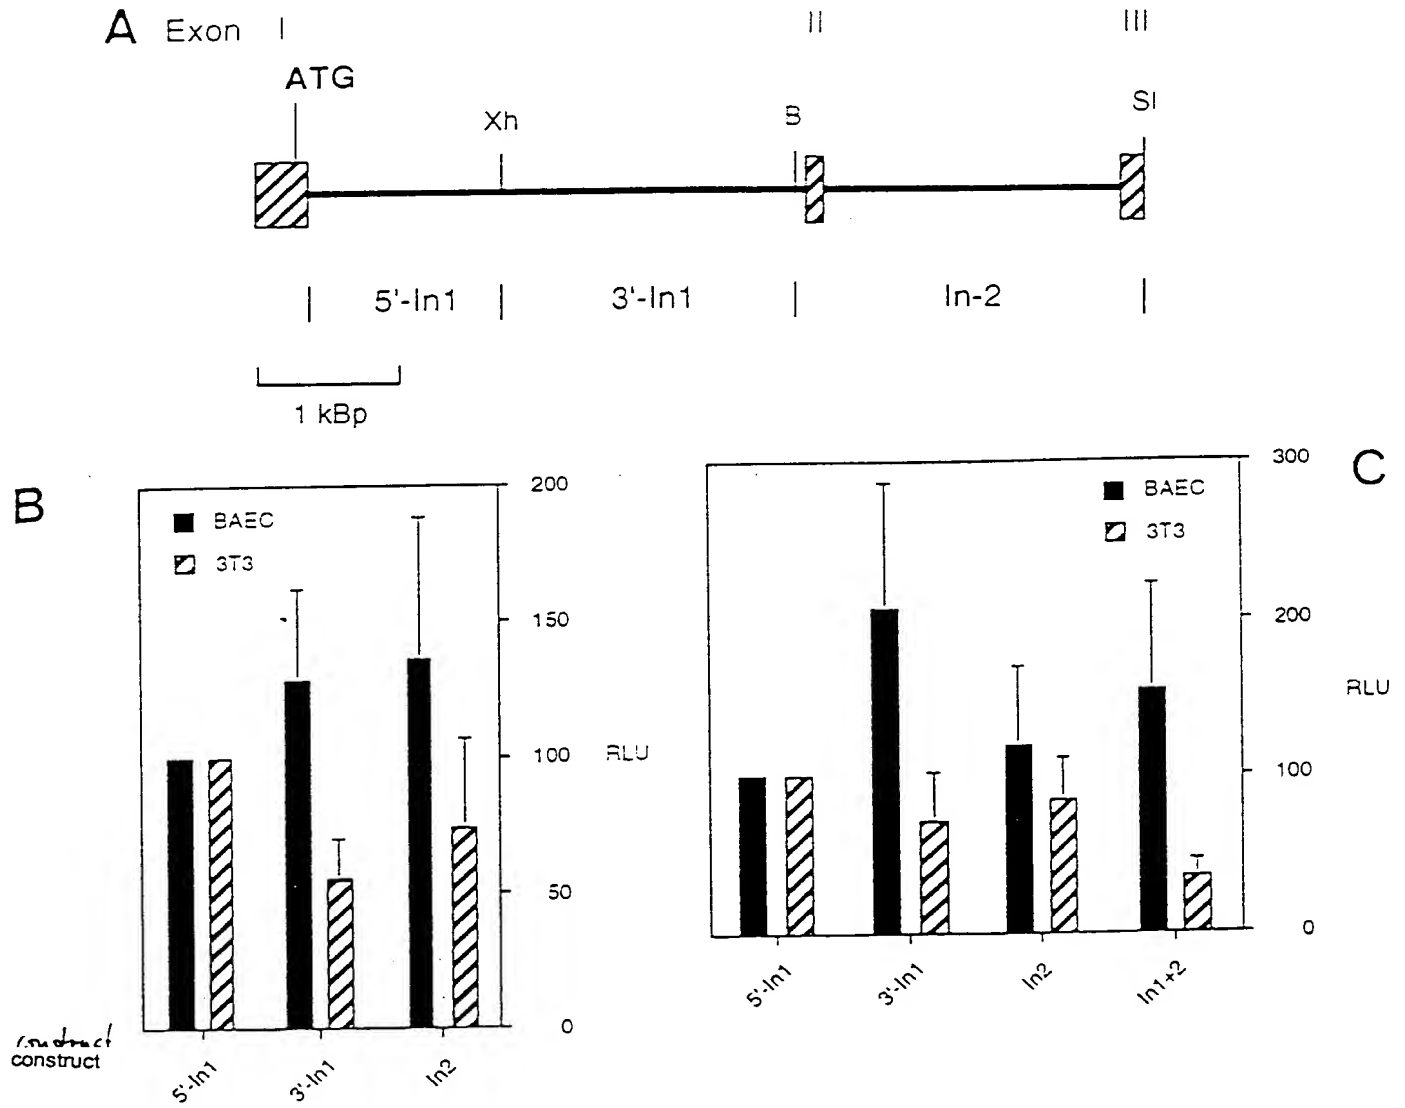 A Exon I II III
ATG
Xh B SI
5'-In1 3'-In1 In-2
1 kBp
B
BAEC
3T3
200
150
100 RLU
50
0
construct
construct
5'-In1 3'-In1 In2
C
BAEC
3T3
300
200
RLU
100
0
5'-In1 3'-In1 In2 In1+2